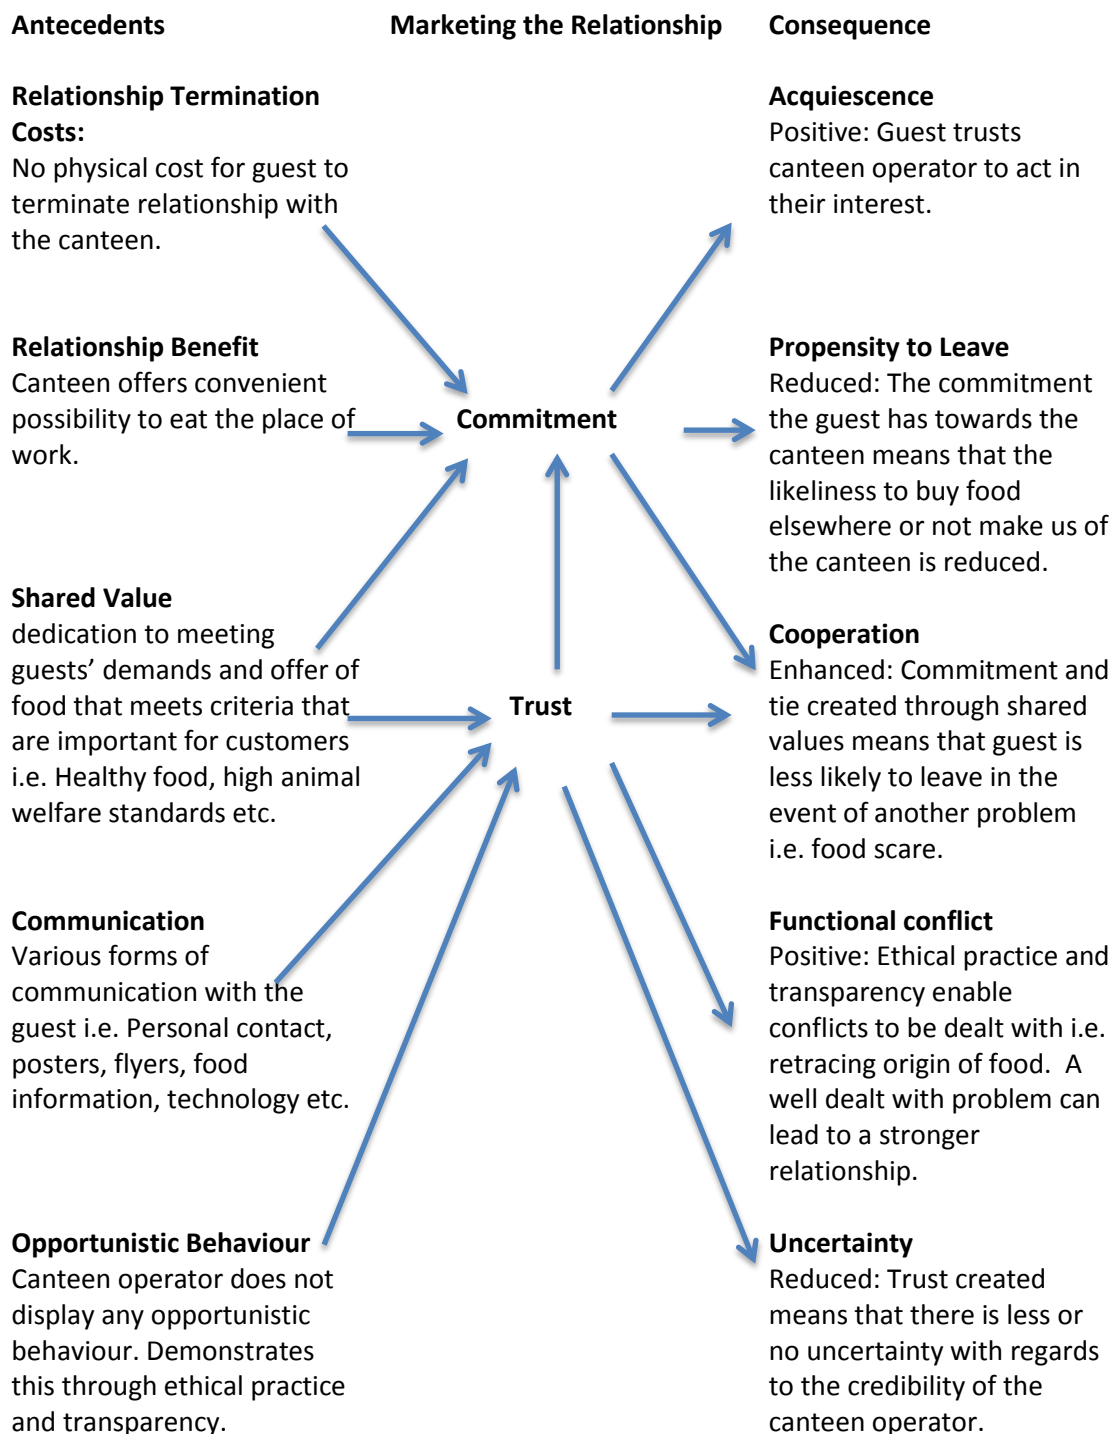 Antecedents
Marketing the Relationship
Consequence
Relationship Termination
Costs:
No physical cost for guest to
terminate relationship with
the canteen.
Relationship Benefit
Canteen offers convenient
possibility to eat the place of
work.
Shared Value
dedication to meeting
guests’ demands and offer of
food that meets criteria that
are important for customers
i.e. Healthy food, high animal
welfare standards etc.
Communication
Various forms of
communication with the
guest i.e. Personal contact,
posters, flyers, food
information, technology etc.
Opportunistic Behaviour
Canteen operator does not
display any opportunistic
behaviour. Demonstrates
this through ethical practice
and transparency.
Commitment
Trust
Acquiescence
Positive: Guest trusts
canteen operator to act in
their interest.
Propensity to Leave
Reduced: The commitment
the guest has towards the
canteen means that the
likeliness to buy food
elsewhere or not make us of
the canteen is reduced.
Cooperation
Enhanced: Commitment and
tie created through shared
values means that guest is
less likely to leave in the
event of another problem
i.e. food scare.
Functional conflict
Positive: Ethical practice and
transparency enable
conflicts to be dealt with i.e.
retracing origin of food.  A
well dealt with problem can
lead to a stronger
relationship.
Uncertainty
Reduced: Trust created
means that there is less or
no uncertainty with regards
to the credibility of the
canteen operator.